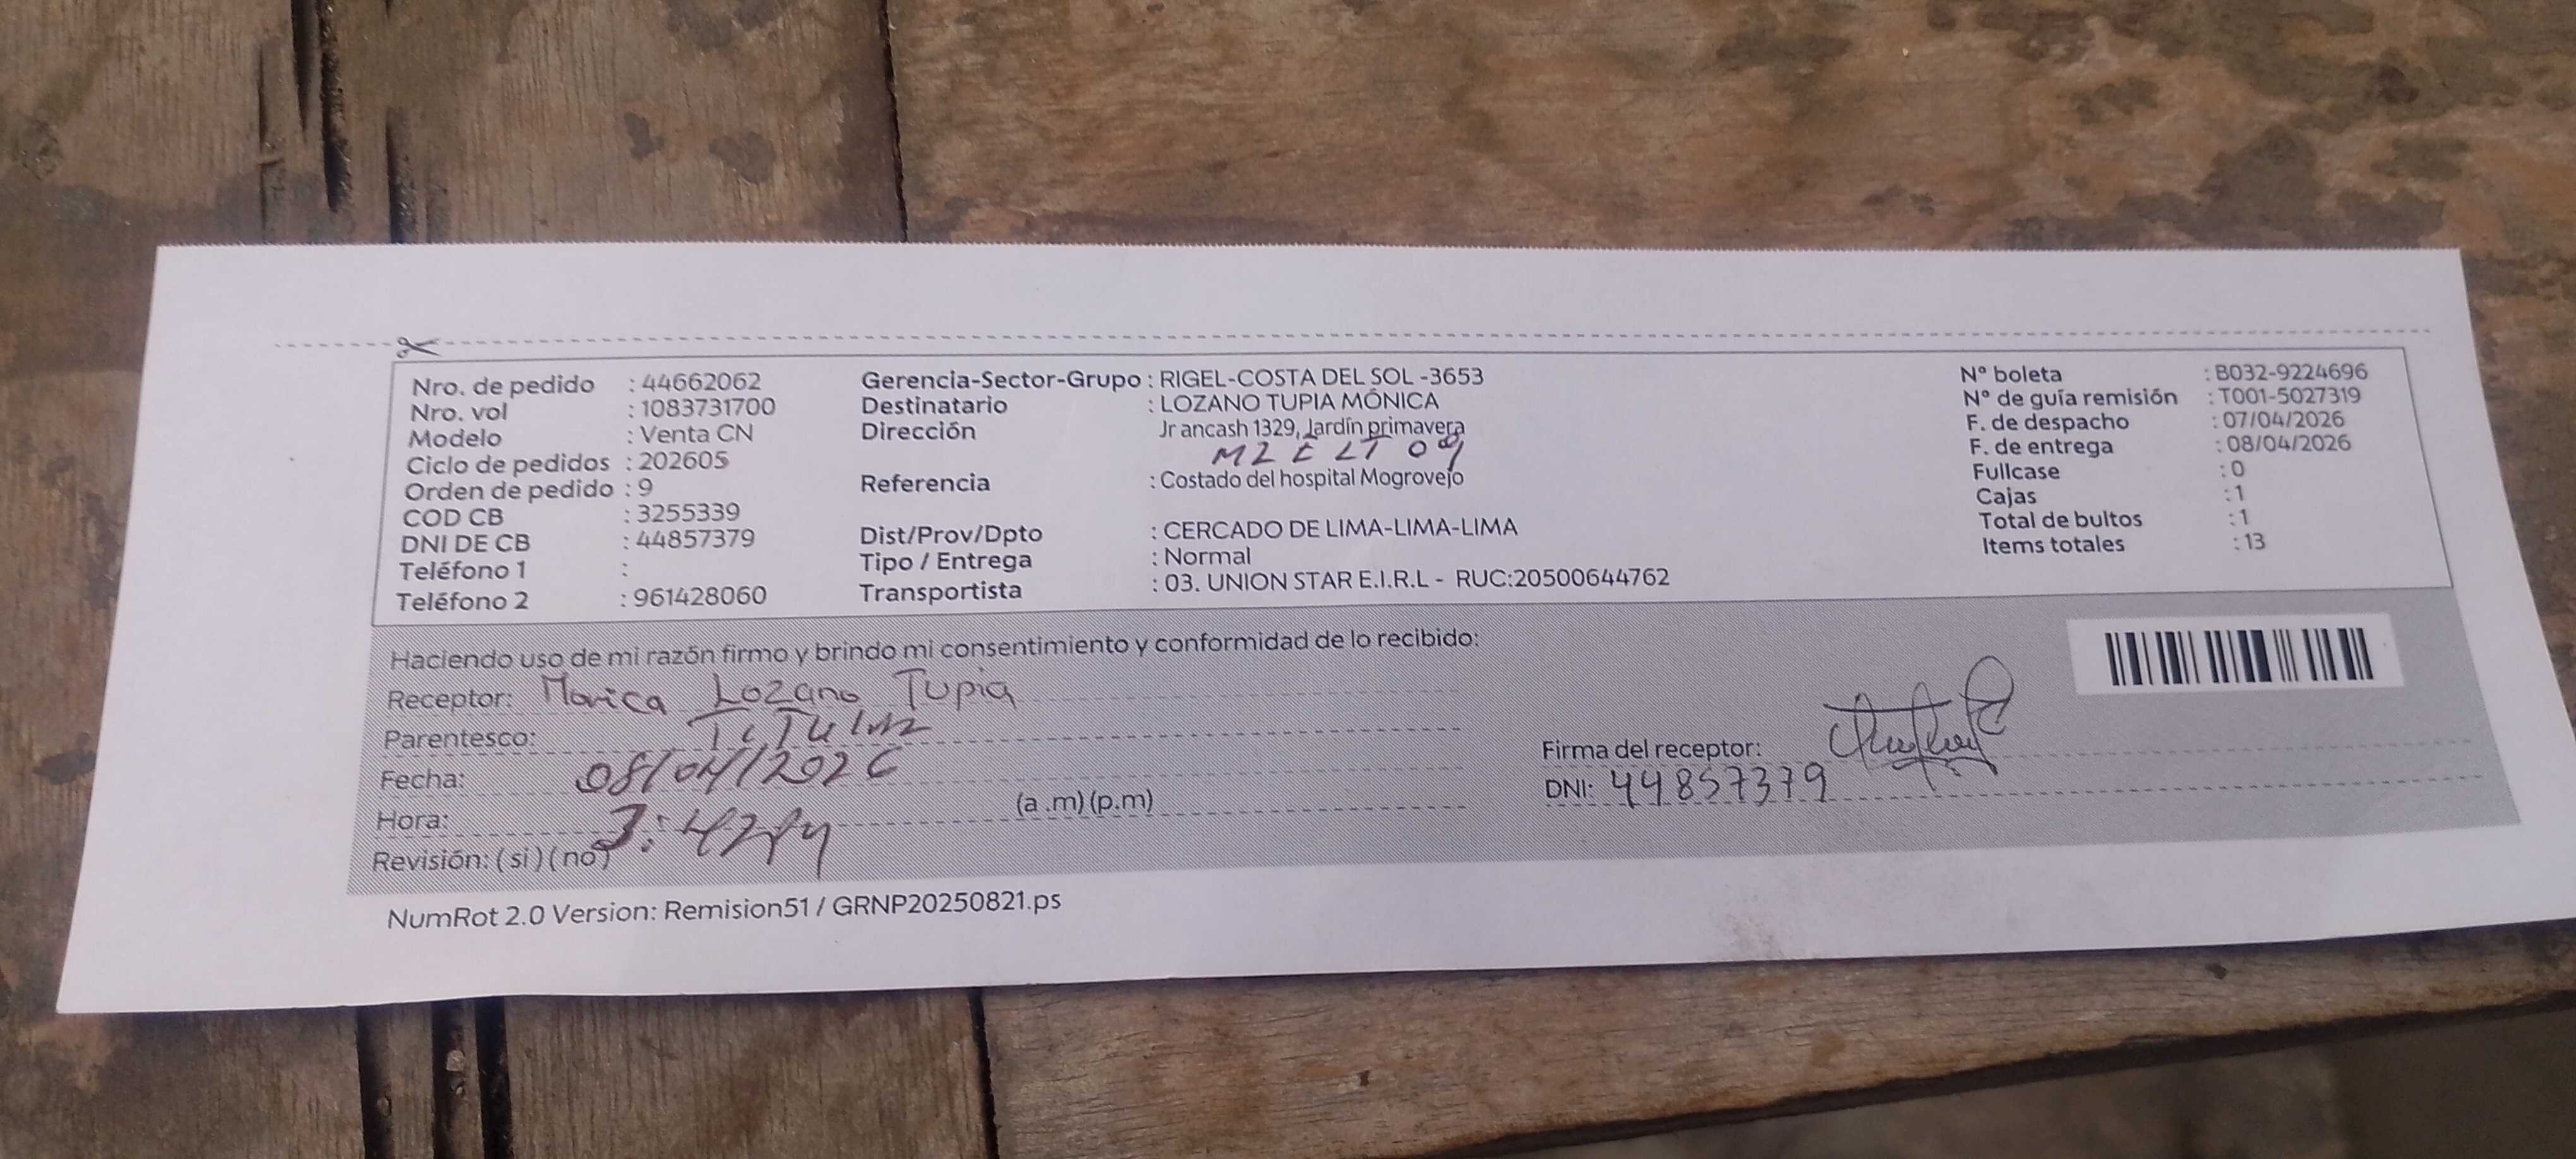 Nro. de pedido : 44662062
Nro. vol : 1083731700
Modelo : Venta CN
Ciclo de pedidos : 202605
Orden de pedido : 9
COD CB : 3255339
DNI DE CB : 44857379
Teléfono 1 :
Teléfono 2 : 961428060
Gerencia-Sector-Grupo : RIGEL-COSTA DEL SOL -3653
Destinatario : LOZANO TUPIA MÓNICA
Dirección Jr ancash 1329, Jardín primavera
MZ E LT 09
Referencia : Costado del hospital Mogrovejo
Dist/Prov/Dpto : CERCADO DE LIMA-LIMA-LIMA
Tipo / Entrega : Normal
Transportista : 03. UNION STAR E.I.R.L - RUC:20500644762
N° boleta : B032-9224696
N° de guía remisión : T001-5027319
F. de despacho : 07/04/2026
F. de entrega : 08/04/2026
Fullcase : 0
Cajas : 1
Total de bultos : 1
Items totales : 13
Haciendo uso de mi razón firmo y brindo mi consentimiento y conformidad de lo recibido:
Receptor: Monica Lozano Tupia
Parentesco: Titular
Fecha: 08/04/2026
Hora: 3:42 (a .m) (p.m)
Revisión: ( si ) ( no )
Firma del receptor:
DNI: 44857379
NumRot 2.0 Version: Remision51 / GRNP20250821.ps